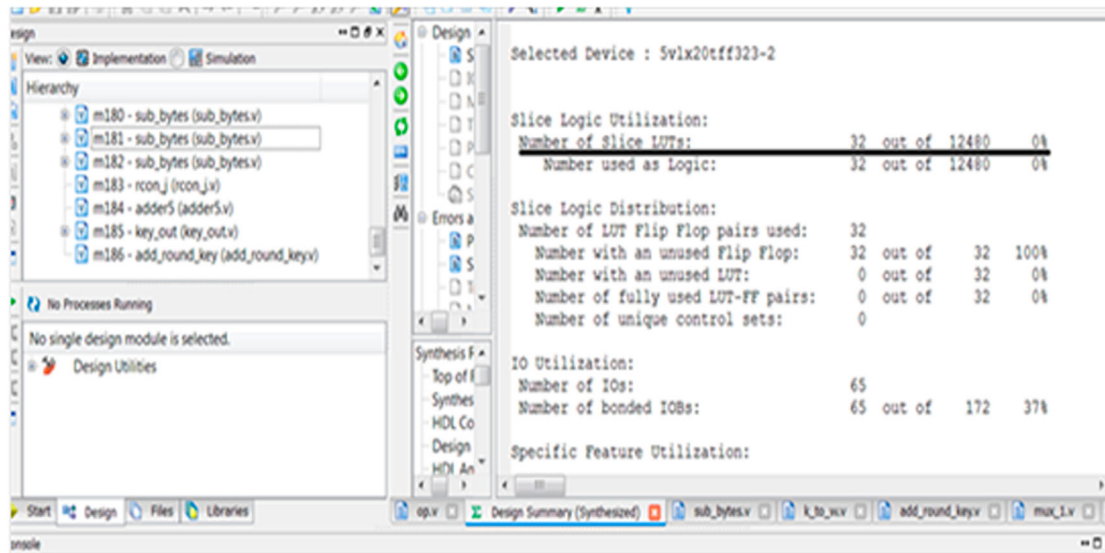 esign
View: Implementation Simulation
Hierarchy
m180 - sub_bytes (sub_bytes.v)
m181 - sub_bytes (sub_bytes.v)
m182 - sub_bytes (sub_bytes.v)
m183 - rcon_j (rcon_j.v)
m184 - adder5 (adder5.v)
m185 - key_out (key_out.v)
m186 - add_round_key (add_round_key.v)
No Processes Running
No single design module is selected.
Design Utilities
Start Design Files Libraries
Design
S
Errors a
P
S
Synthesis R
Top of R
Synthes
HDL Co
Design
HDL An
Selected Device : 5vlx20tff323-2
Slice Logic Utilization:
Number of Slice LUTs: 32 out of 12480 0%
Number used as Logic: 32 out of 12480 0%
Slice Logic Distribution:
Number of LUT Flip Flop pairs used: 32
Number with an unused Flip Flop: 32 out of 32 100%
Number with an unused LUT: 0 out of 32 0%
Number of fully used LUT-FF pairs: 0 out of 32 0%
Number of unique control sets: 0
IO Utilization:
Number of IOs: 65
Number of bonded IOBs: 65 out of 172 37%
Specific Feature Utilization:
op.v Design Summary (Synthesized) sub_bytes.v k_to_w.v add_round_key.v mux_1.v
onsole